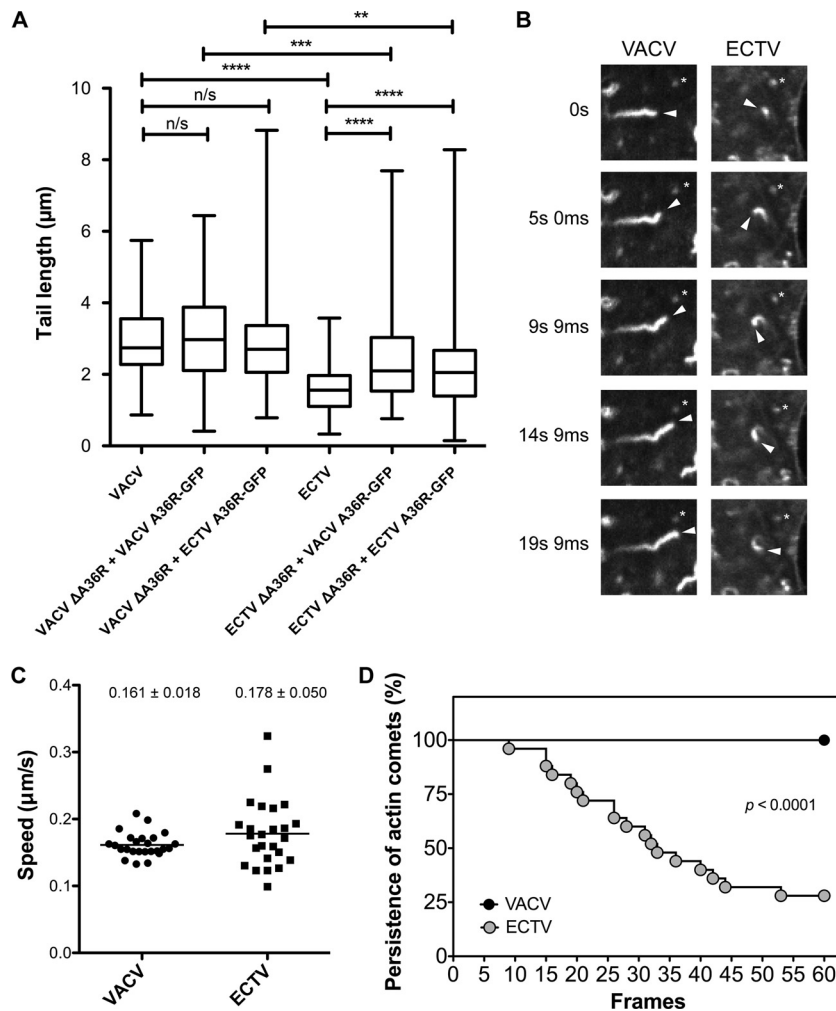 A
**
***
****
n/s
****
n/s
****
10
8
6
4
2
0
Tail length (µm)
VACV
VACV ΔA36R + VACV A36R-GFP
VACV ΔA36R + ECTV A36R-GFP
ECTV
ECTV ΔA36R + VACV A36R-GFP
ECTV ΔA36R + ECTV A36R-GFP
B
VACV ECTV
0s
* *
5s 0ms
* *
9s 9ms
* *
14s 9ms
* *
19s 9ms
* *
C
0.161 ± 0.018 0.178 ± 0.050
0.4
0.3
0.2
0.1
0.0
Speed (µm/s)
VACV
ECTV
D
100
75
50
25
0
Persistence of actin comets (%)
p < 0.0001
VACV
ECTV
0 5 10 15 20 25 30 35 40 45 50 55 60
Frames